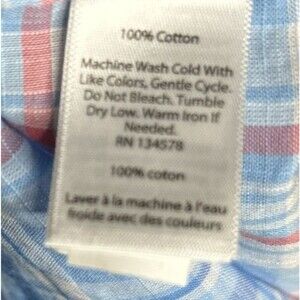 100% Cotton
Machine Wash Cold With
Like Colors, Gentle Cycle.
Do Not Bleach. Tumble
Dry Low. Warm Iron If
Needed.
RN 134578
100% coton
Laver à la machine à l'eau
froide avec des couleurs